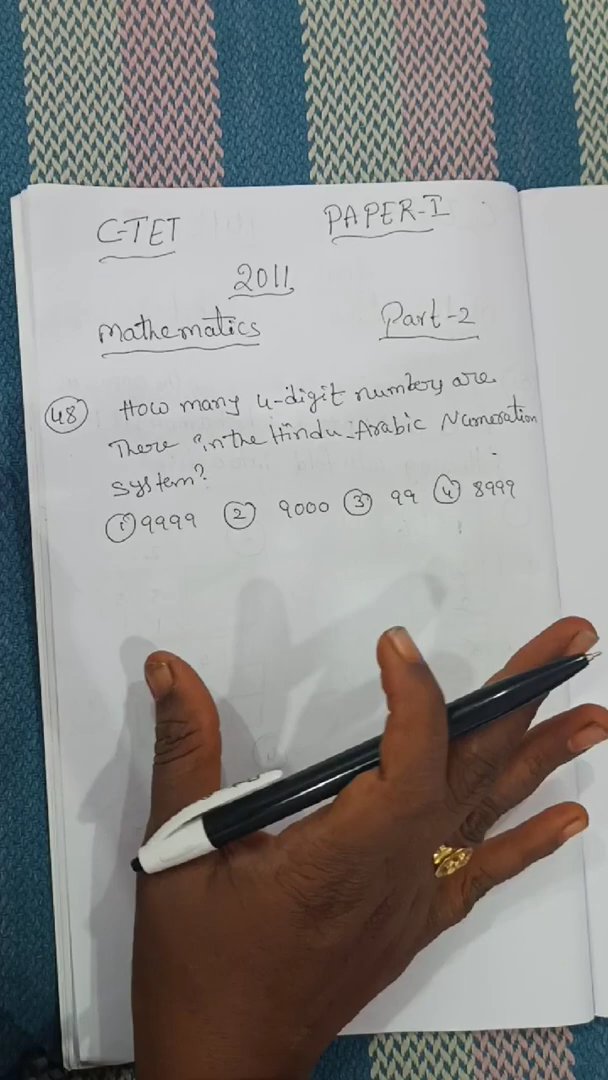 C-TET PAPER-I
2011
Mathematics Part-2
48 How many 4-digit numbers are
There in the Hindu-Arabic Numeration
system?
1 9999 2 9000 3 99 4 8999